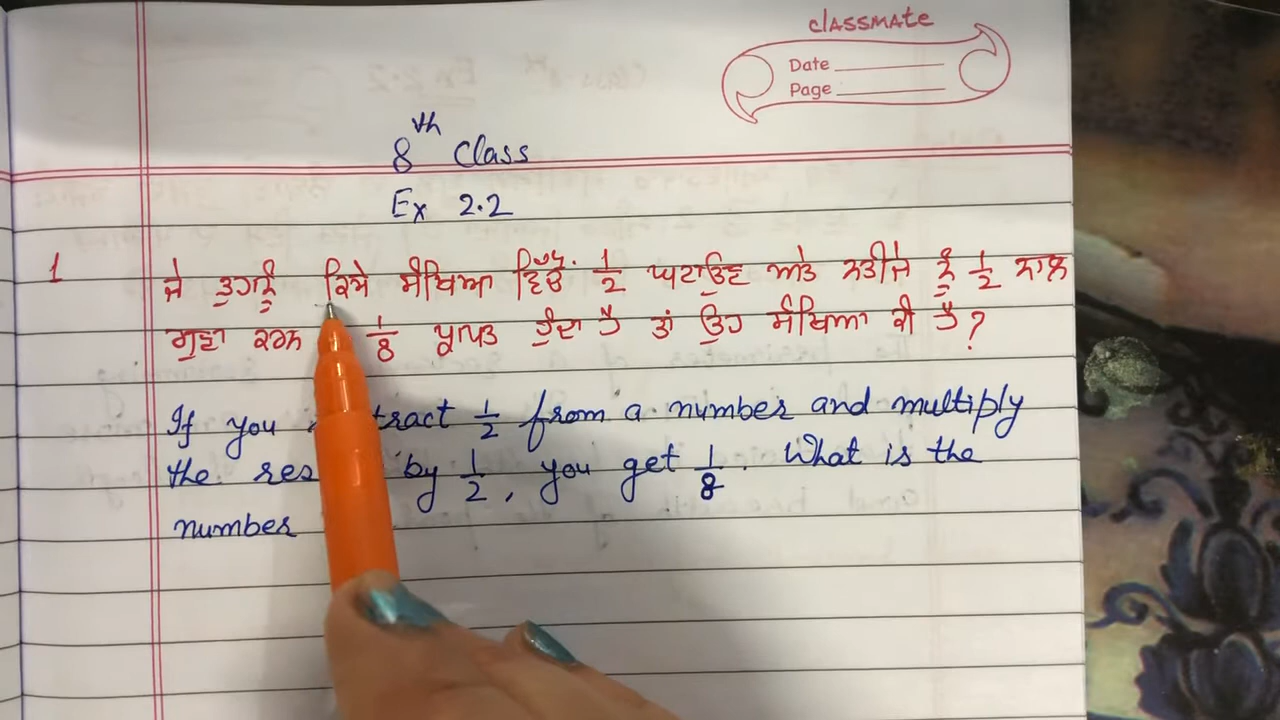 classmate
Date
Page
8th Class
Ex 2.2
1 ਜੇ ਤੁਹਾਨੂੰ ਕਿਸੇ ਸੰਖਿਆ ਵਿੱਚੋਂ 1/2 ਘਟਾਉਣ ਅਤੇ ਨਤੀਜੇ ਨੂੰ 1/2 ਨਾਲ
ਗੁਣਾ ਕਰਨ 1/8 ਪ੍ਰਾਪਤ ਹੁੰਦਾ ਹੈ ਤਾਂ ਉਹ ਸੰਖਿਆ ਕੀ ਹੈ?
If you tract 1/2 from a number and multiply
the res by 1/2, you get 1/8. What is the
number